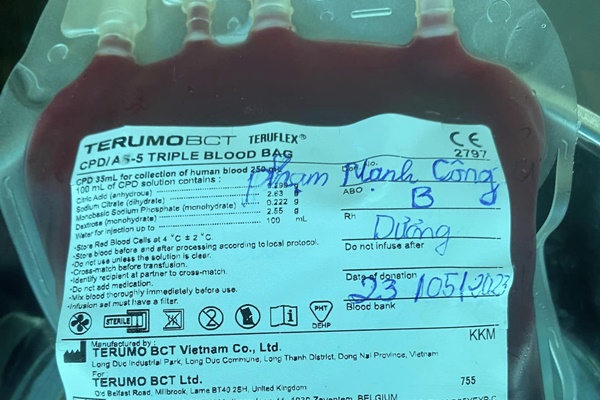 TERUMOBCT TERUFLEX®
CE
2797
CPD/AS-5 TRIPLE BLOOD BAG
CPD 35mL for collection of human blood 250 mL
100 mL of CPD solution contains :
Citric Acid (anhydrous)
Sodium Citrate (dihydrate) 2.63 g
Monobasic Sodium Phosphate (monohydrate) 0.222 g
Dextrose (monohydrate) 2.55 g
Water for injection up to 100 mL
-Store Red Blood Cells at 4 °C ± 2 °C
-Store blood before and after processing according to local protocol.
-Do not use unless the solution is clear.
-Cross-match before transfusion.
-Identify recipient at partner to cross-match.
-Do not add medication.
-Mix blood thoroughly immediately before use.
-Infusion set must have a filter.
Phạm Mạnh Công
ABO B
Rh
Dương
Do not infuse after
Date of donation
23/05/2023
Blood bank
STERILE
PHT
DEHP
KKM
Manufactured by:
TERUMO BCT Vietnam Co., Ltd.
Long Duc Industrial Park, Long Duc Commune, Long Thanh District, Dong Nai Province, Vietnam
For
TERUMO BCT Ltd.
Old Belfast Road, Millbrook, Larne BT40 2SH, United Kingdom
755
Zaventem, BELGIUM